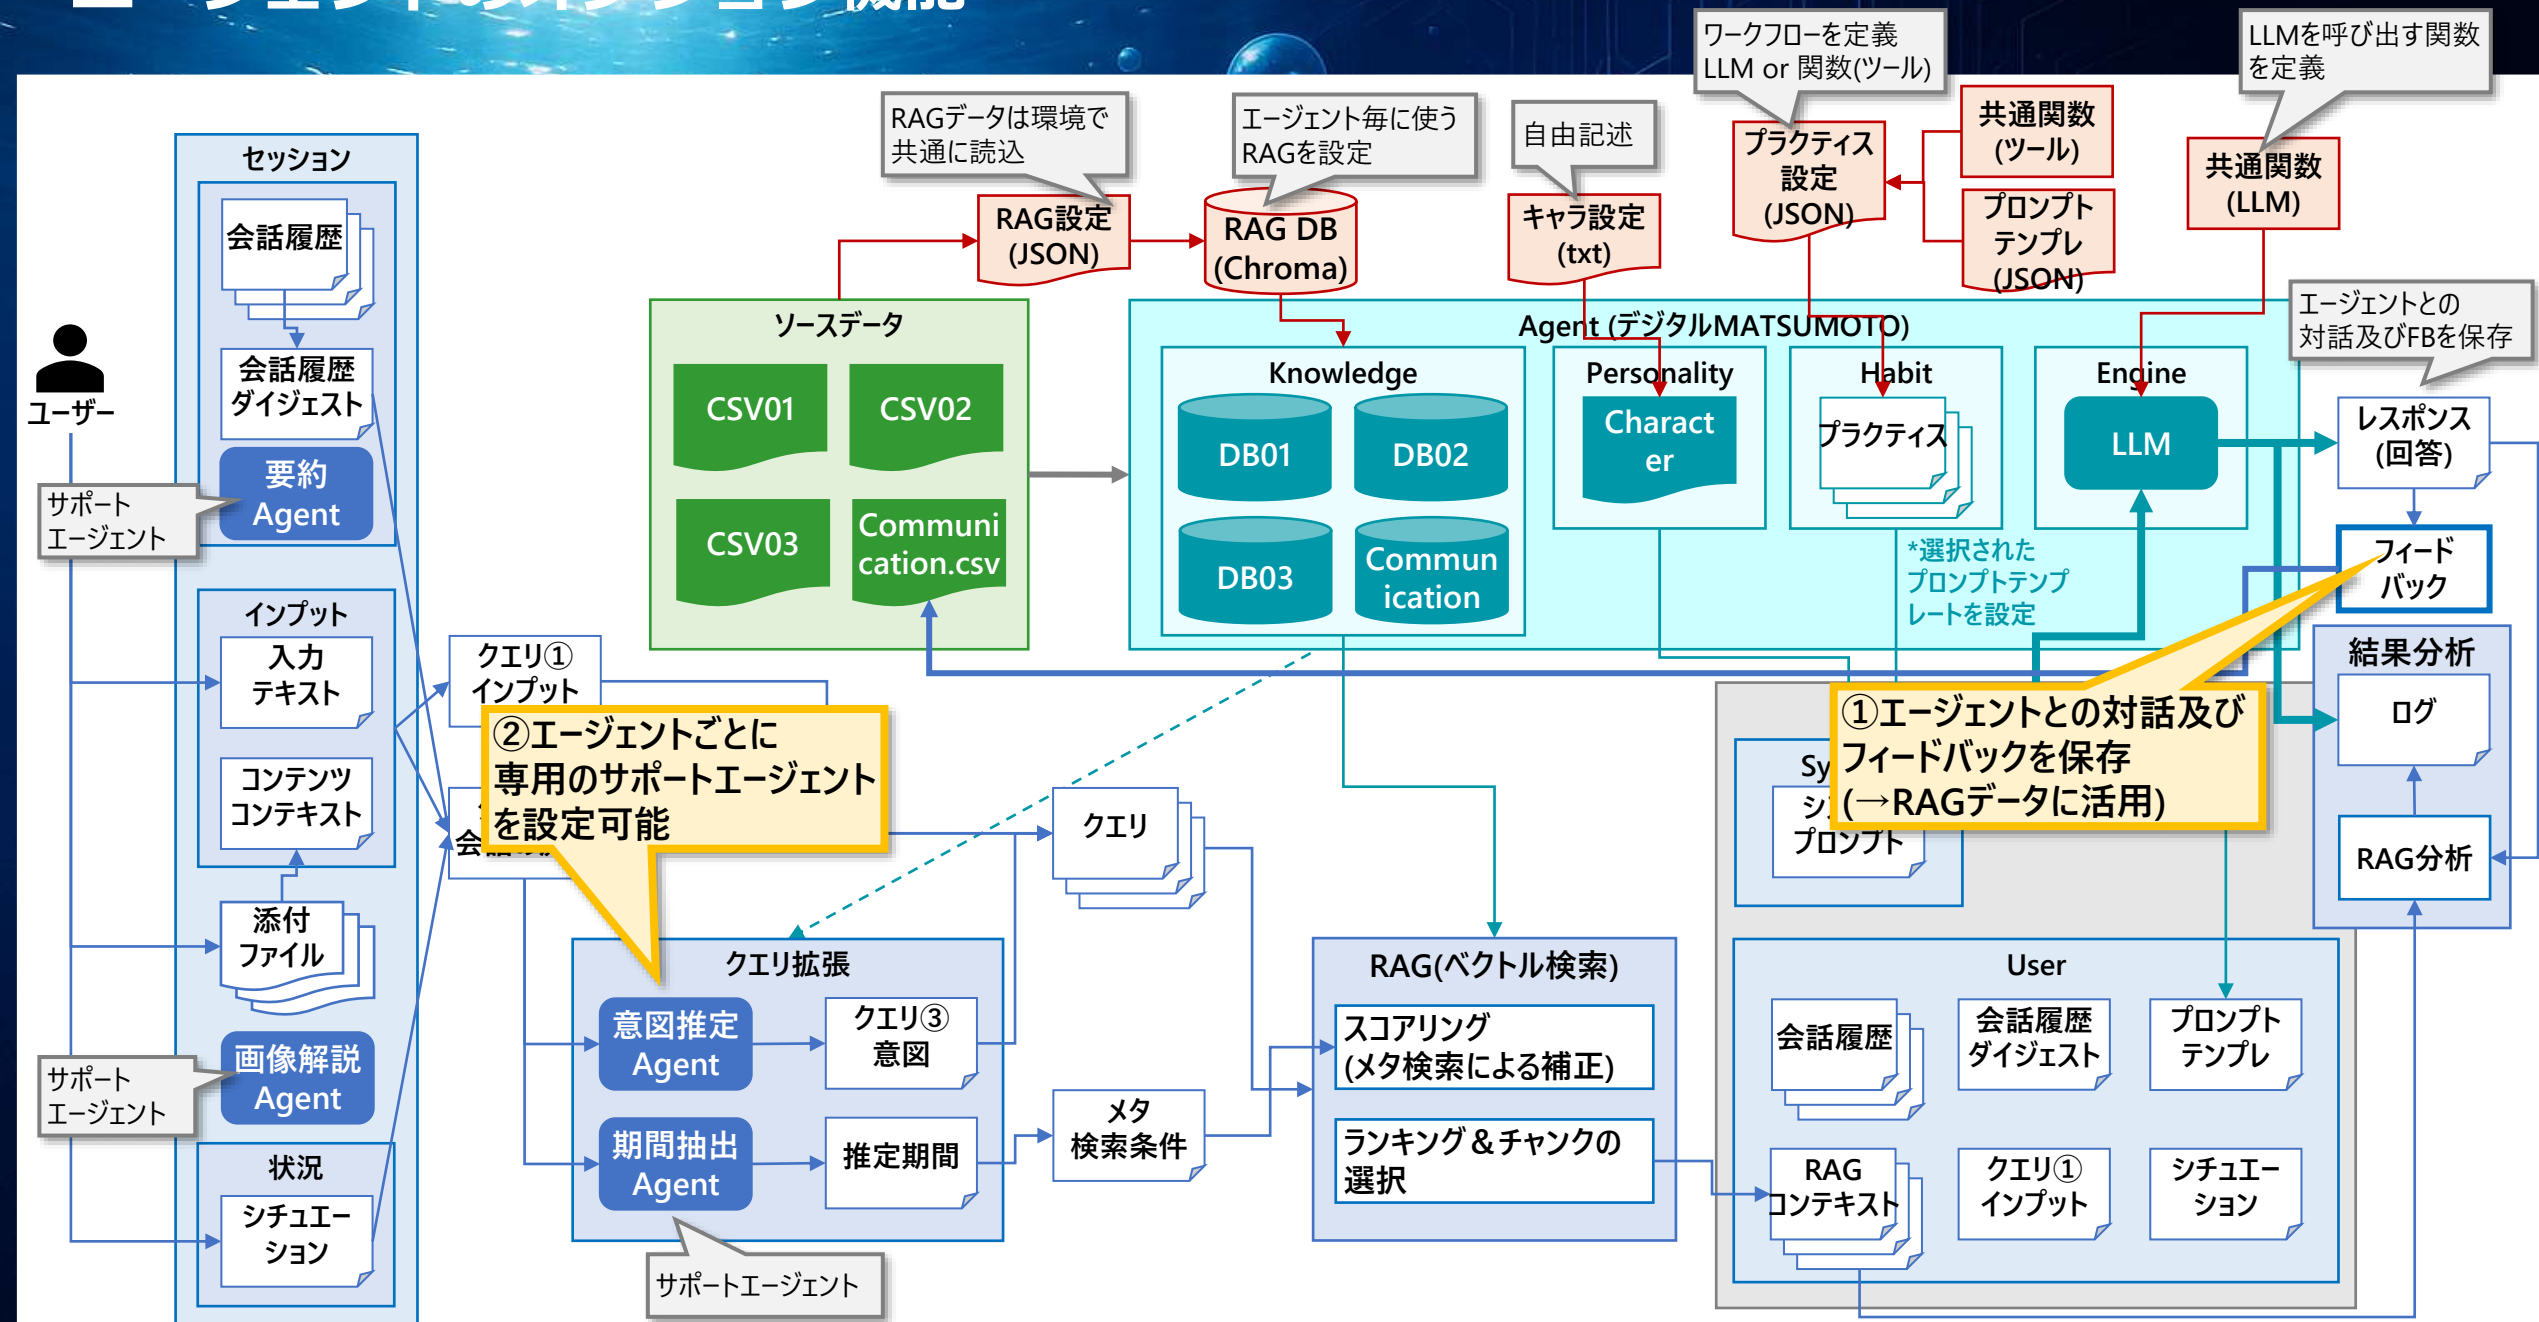 エージェントのオプション機能
ワークフローを定義
LLM or 関数(ツール)
LLMを呼び出す関数
を定義
RAGデータは環境で
共通に読込
エージェント毎に使う
RAGを設定
自由記述
プラクティス
設定
(JSON)
共通関数
(ツール)
共通関数
(LLM)
プロンプト
テンプレ
(JSON)
RAG設定
(JSON)
RAG DB
(Chroma)
キャラ設定
(txt)
エージェントとの
対話及びFBを保存
セッション
会話履歴
会話履歴
ダイジェスト
要約
Agent
サポート
エージェント
ユーザー
インプット
入力
テキスト
コンテンツ
コンテキスト
添付
ファイル
画像解説
Agent
サポート
エージェント
状況
シチュエー
ション
ソースデータ
CSV01
CSV02
CSV03
Communi
cation.csv
Agent (デジタルMATSUMOTO)
Knowledge
DB01
DB02
DB03
Commun
ication
Personality
Charact
er
Habit
プラクティス
Engine
LLM
*選択された
プロンプトテンプ
レートを設定
レスポンス
(回答)
フィード
バック
結果分析
ログ
RAG分析
クエリ①
インプット
会話
②エージェントごとに
専用のサポートエージェント
を設定可能
①エージェントとの対話及び
フィードバックを保存
(→RAGデータに活用)
クエリ
クエリ拡張
意図推定
Agent
クエリ③
意図
期間抽出
Agent
推定期間
サポートエージェント
メタ
検索条件
RAG(ベクトル検索)
スコアリング
(メタ検索による補正)
ランキング＆チャンクの
選択
Sy
シ
プロンプト
User
会話履歴
会話履歴
ダイジェスト
プロンプト
テンプレ
RAG
コンテキスト
クエリ①
インプット
シチュエー
ション